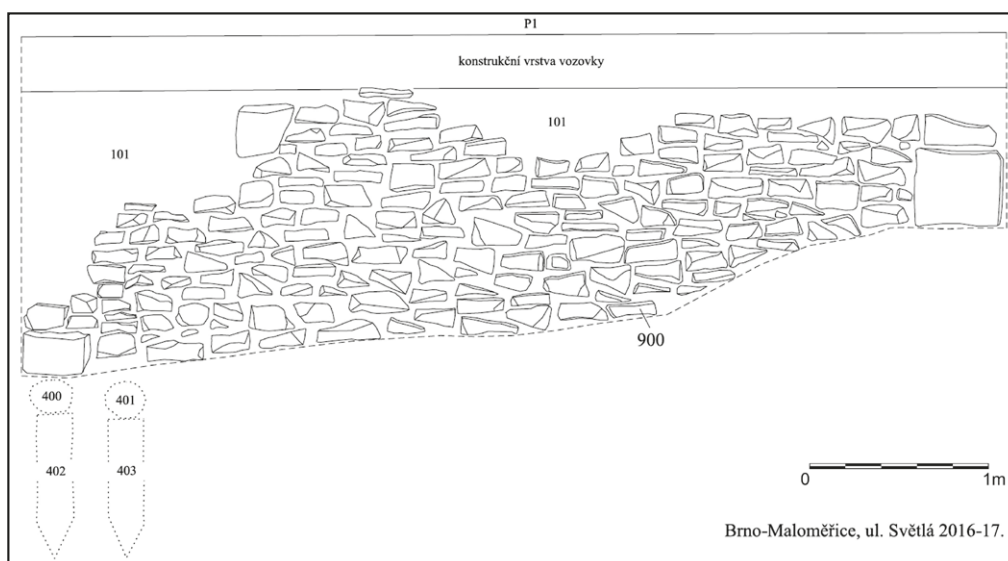 P1
konstrukční vrstva vozovky
101
101
900
400
401
402
403
0
1m
Brno-Maloměřice, ul. Světlá 2016-17.